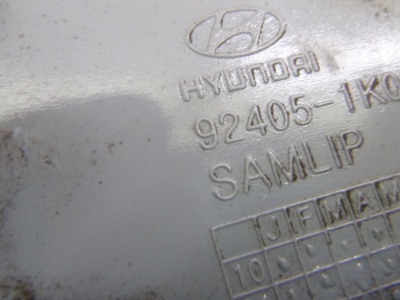 HYUNDAI
92405-1K0
SAMLIP
J F M A M
10